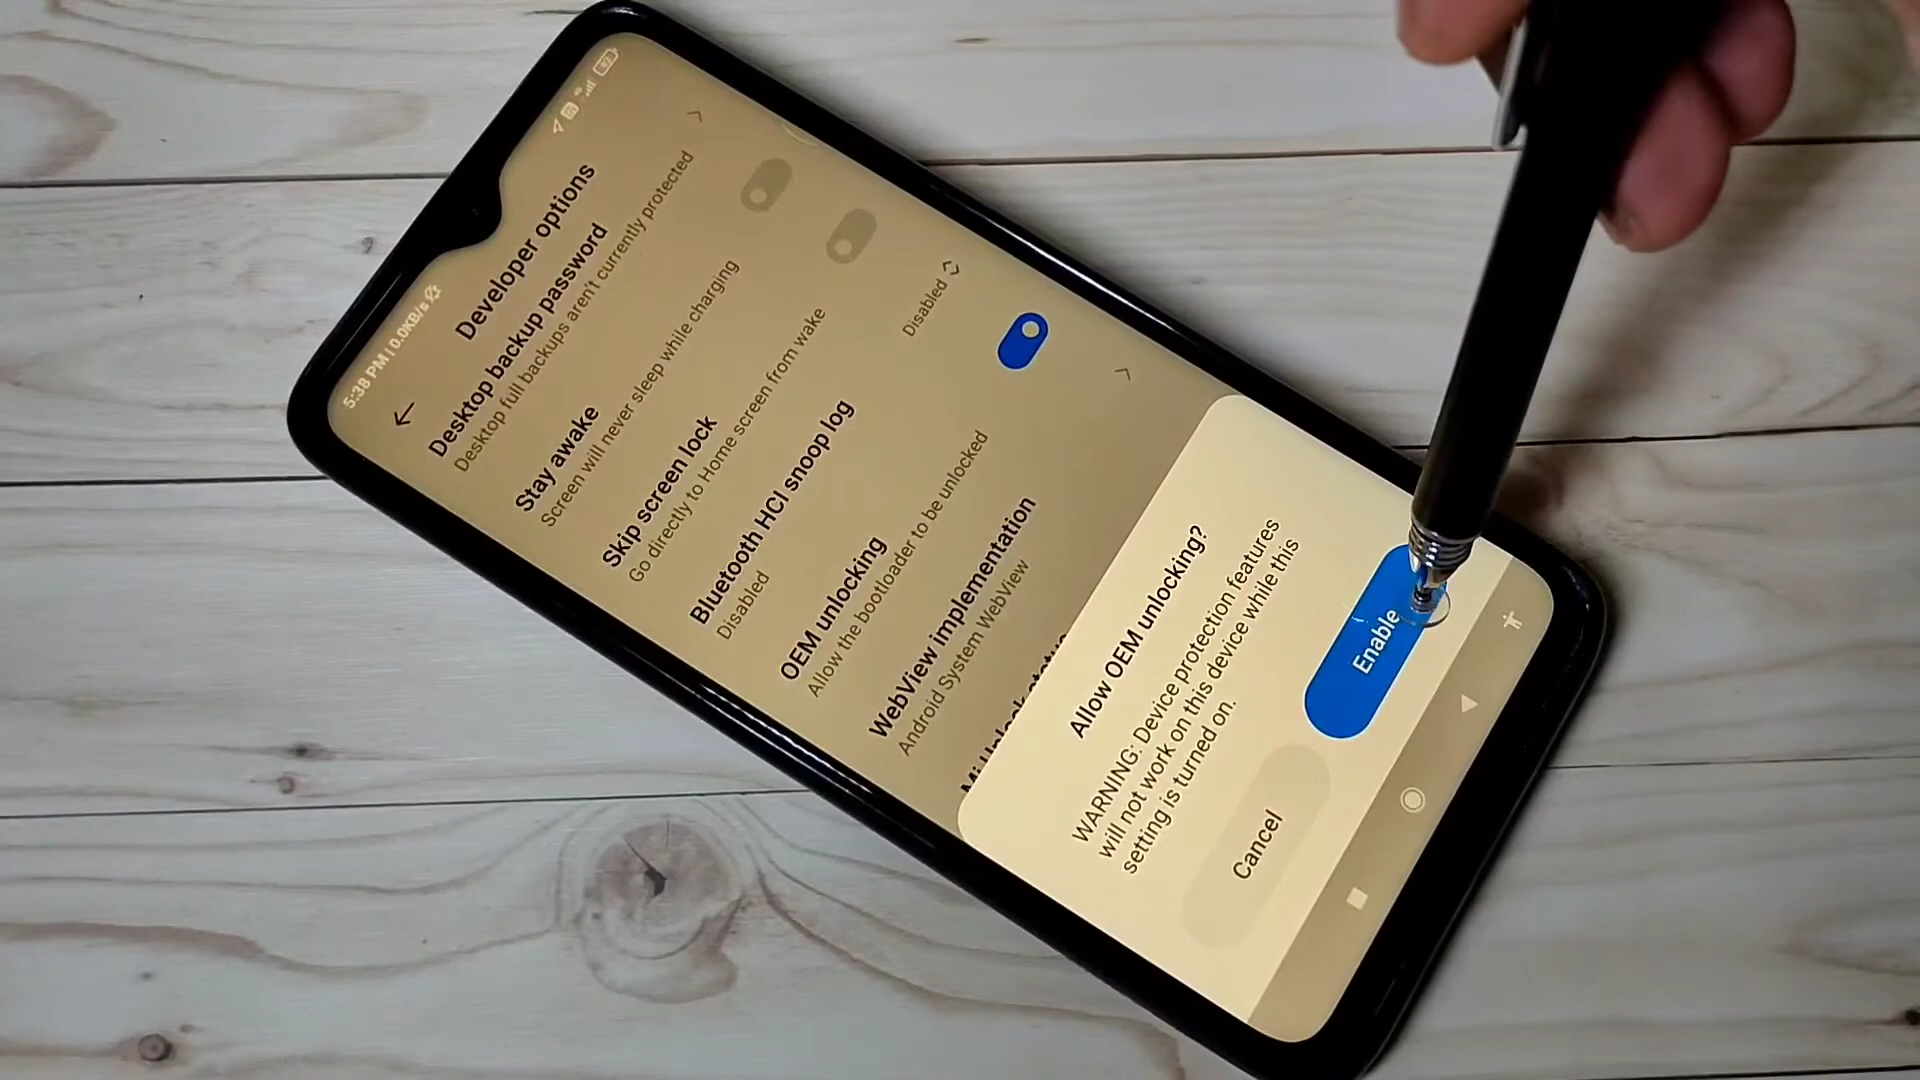 5:38 PM | 0.0KB/s
Developer options
Desktop backup password
Desktop full backups aren't currently protected
Stay awake
Screen will never sleep while charging
Skip screen lock
Go directly to Home screen from wake
Bluetooth HCI snoop log
Disabled
Disabled
OEM unlocking
Allow the bootloader to be unlocked
WebView implementation
Android System WebView
Allow OEM unlocking?
WARNING: Device protection features
will not work on this device while this
setting is turned on.
Cancel
Enable